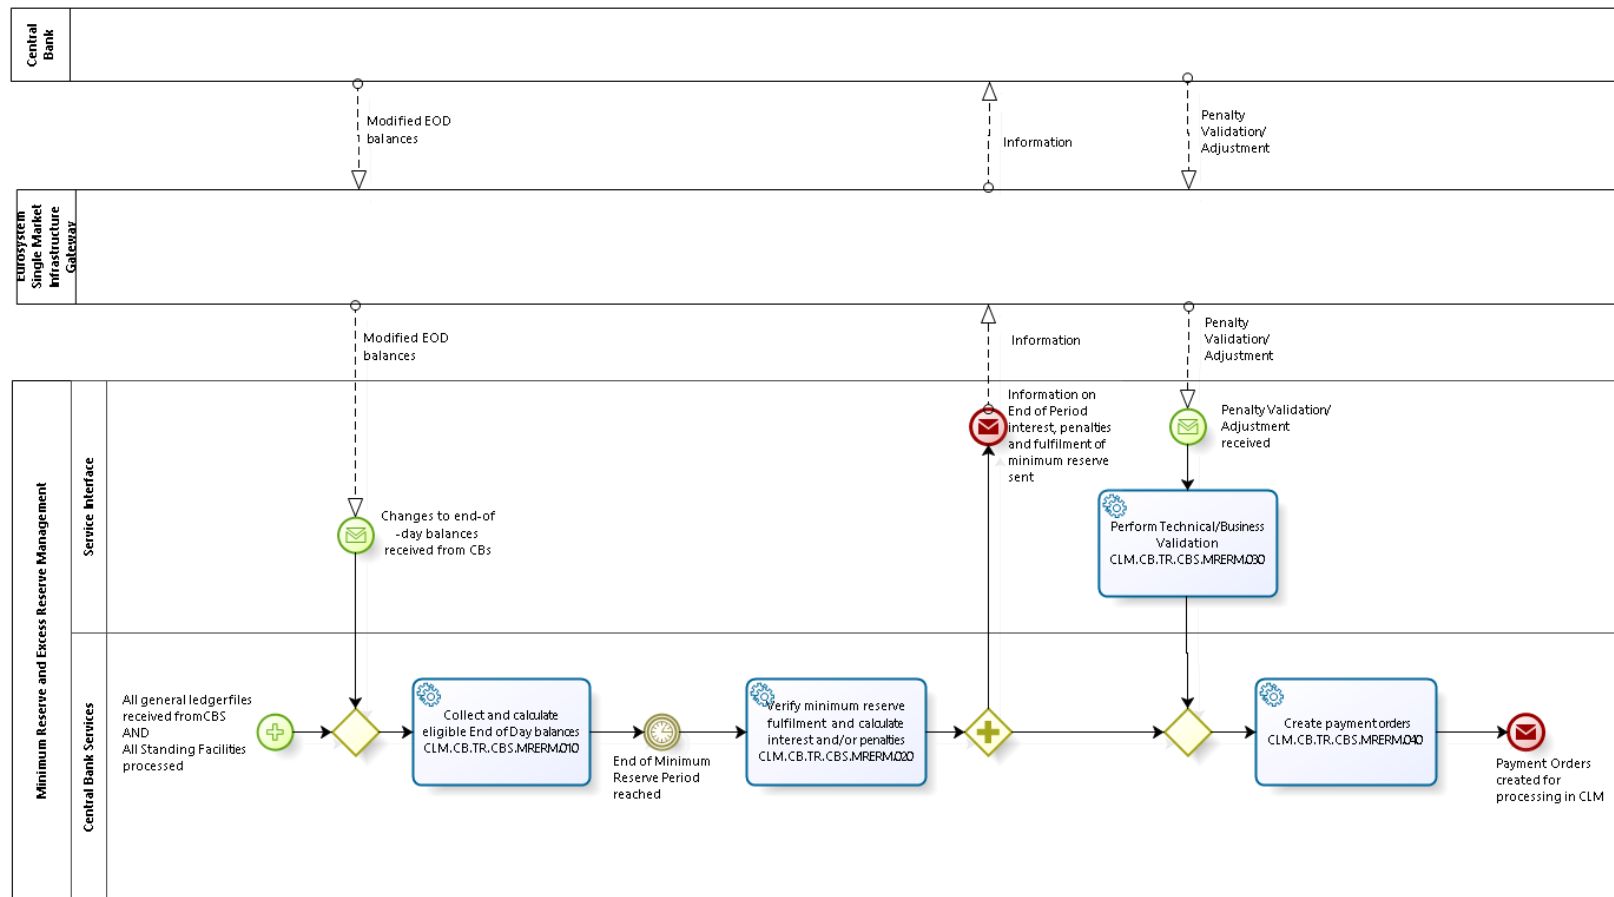 Central
Bank
Modified EOD
balances
Information
Penalty
Validation/
Adjustment
Eurosystem
Single Market
Infrastructure
Gateway
Modified EOD
balances
Information
Penalty
Validation/
Adjustment
Minimum Reserve and Excess Reserve Management
Service Interface
Changes to end-of
-day balances
received from CBs
Information on
End of Period
interest, penalties
and fulfilment of
minimum reserve
sent
Penalty Validation/
Adjustment
received
Perform Technical/Business
Validation
CLM.CB.TR.CBS.MRERM.030
Central Bank Services
All general ledger files
received from CBS
AND
All Standing Facilities
processed
Collect and calculate
eligible End of Day balances
CLM.CB.TR.CBS.MRERM.010
End of Minimum
Reserve Period
reached
Verify minimum reserve
fulfilment and calculate
interest and/or penalties
CLM.CB.TR.CBS.MRERM.020
Create payment orders
CLM.CB.TR.CBS.MRERM.040
Payment Orders
created for
processing in CLM